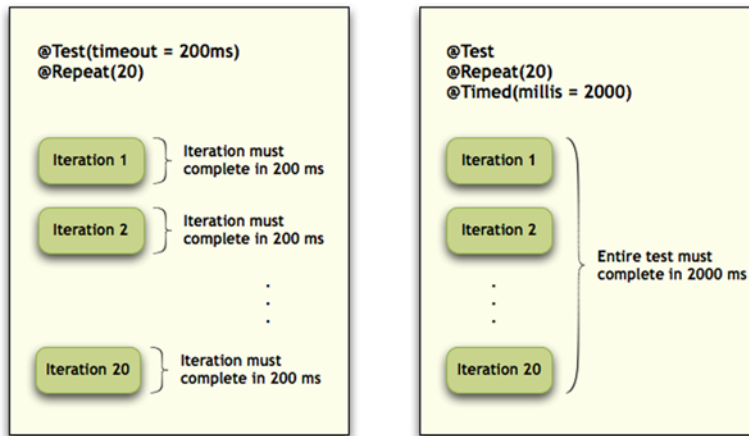 @Test(timeout = 200ms)
@Repeat(20)
Iteration 1
Iteration must
complete in 200 ms
Iteration 2
Iteration must
complete in 200 ms
Iteration 20
Iteration must
complete in 200 ms
@Test
@Repeat(20)
@Timed(millis = 2000)
Iteration 1
Iteration 2
Iteration 20
Entire test must
complete in 2000 ms